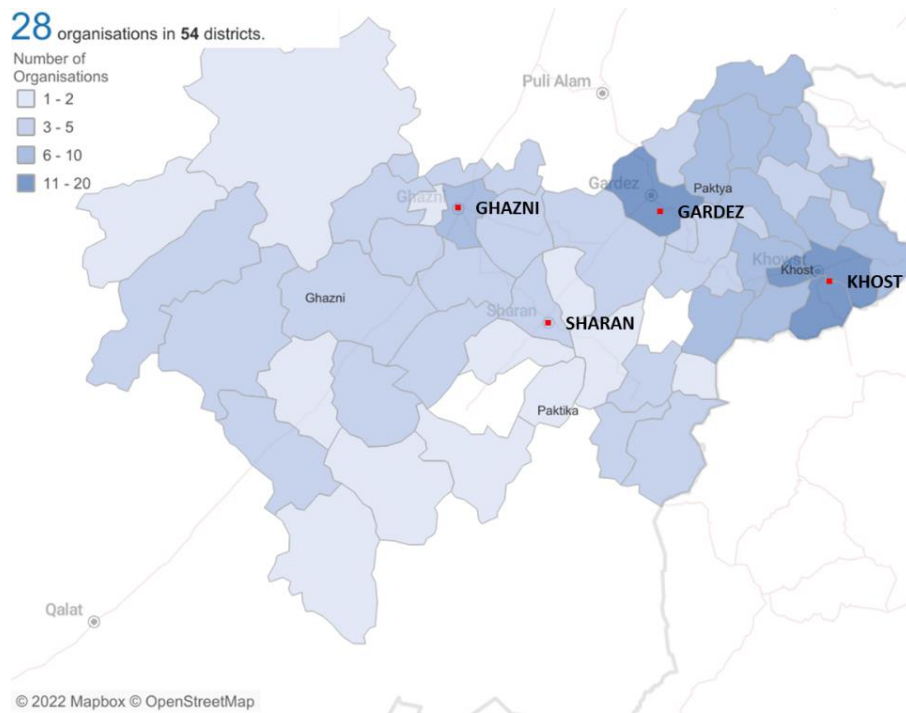 28 organisations in 54 districts.
Number of
Organisations
1 - 2
3 - 5
6 - 10
11 - 20
Puli Alam
Gardez
Paktya
Ghazni
GHAZNI
GARDEZ
Khowst
Khost
KHOST
Ghazni
Sharan
SHARAN
Paktika
Qalat
© 2022 Mapbox © OpenStreetMap